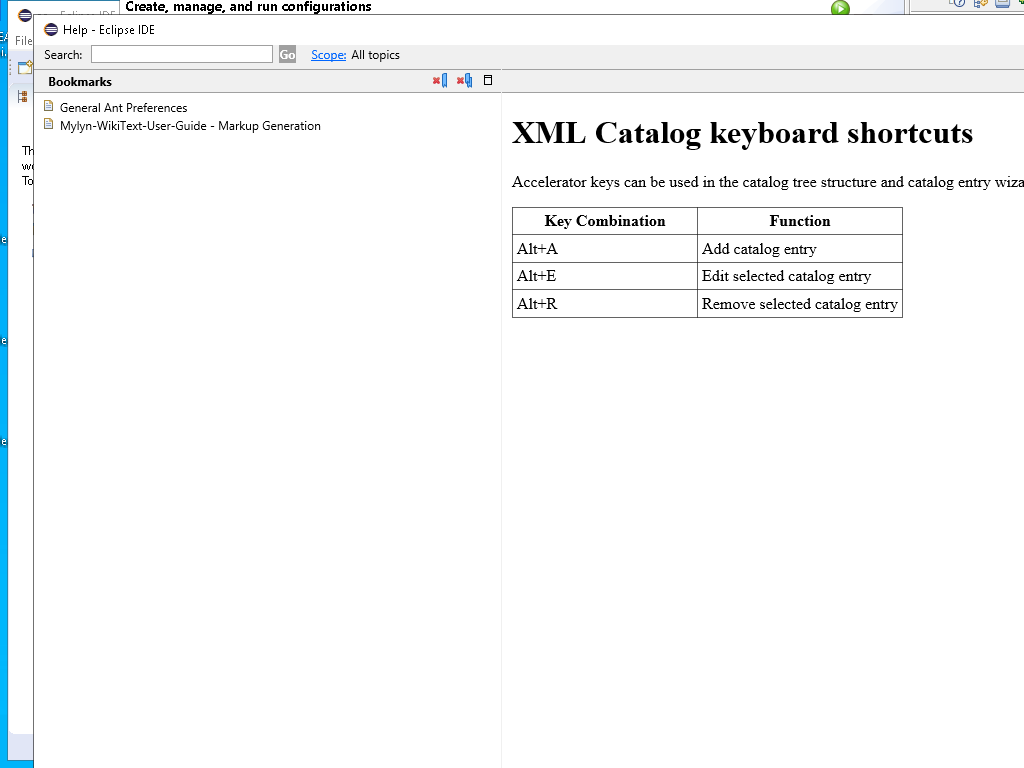 Create, manage, and run configurations
File
Help - Eclipse IDE
Search:
Go
Scope: All topics
Bookmarks
General Ant Preferences
Mylyn-WikiText-User-Guide - Markup Generation
XML Catalog keyboard shortcuts
Accelerator keys can be used in the catalog tree structure and catalog entry wiza
Key Combination Function
Alt+A Add catalog entry
Alt+E Edit selected catalog entry
Alt+R Remove selected catalog entry
Th
To
e
e
e